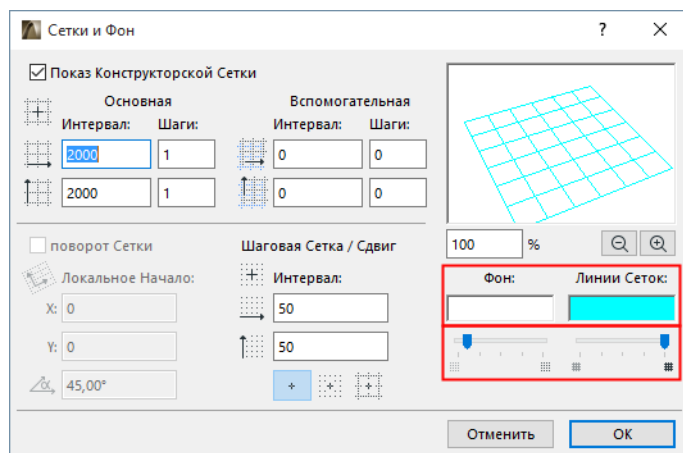 Сетки и Фон
?
Показ Конструкторской Сетки
Основная
Вспомогательная
Интервал: Шаги: Интервал: Шаги:
2000 1 0 0
2000 1 0 0
100 %
поворот Сетки
Шаговая Сетка / Сдвиг
Локальное Начало:
Интервал:
X: 0
50
Y: 0
50
α 45,00°
Фон: Линии Сеток:
Отменить
OK